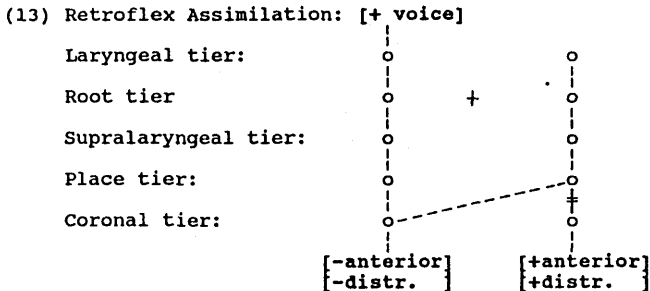 (13) Retroflex Assimilation: [+ voice]
Laryngeal tier: o o
Root tier o + o
Supralaryngeal tier: o o
Place tier: o o
Coronal tier: o o
[-anterior] [+anterior]
[-distr. ] [+distr. ]